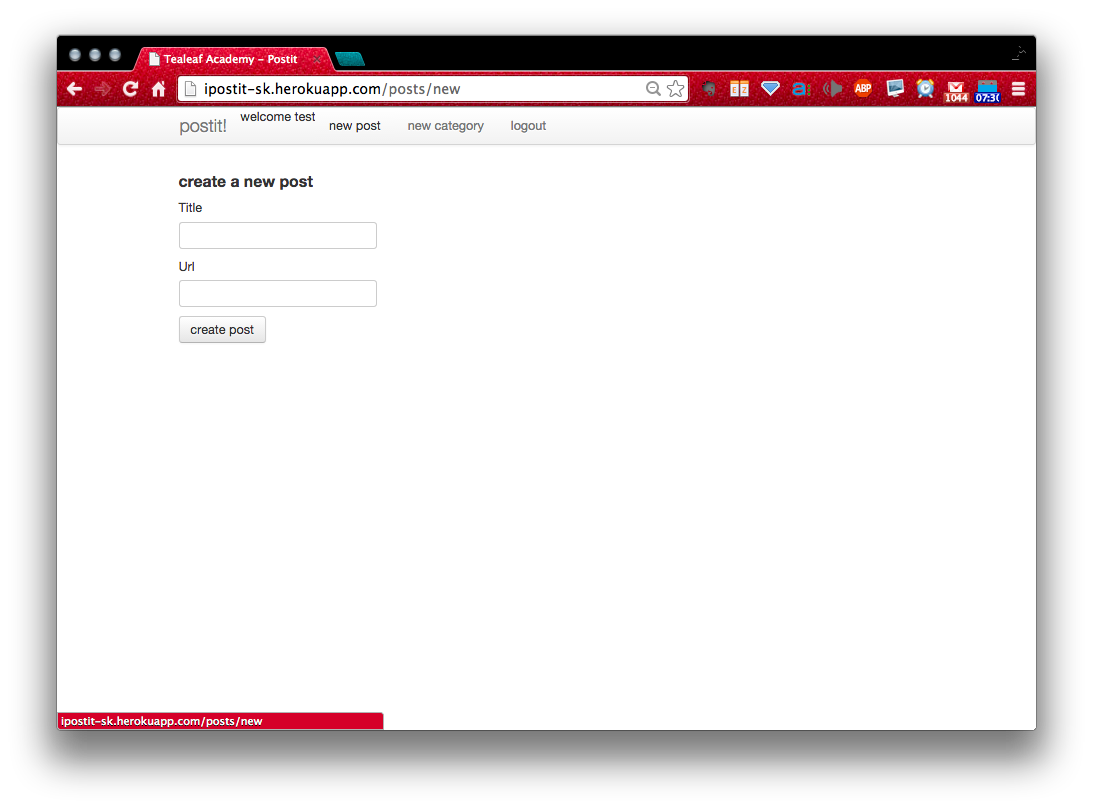 Tealeaf Academy – Postit
ipostit-sk.herokuapp.com/posts/new
E Z
a
ABP
1044
07:30
postit!
welcome test
new post
new category
logout
create a new post
Title
Url
create post
ipostit-sk.herokuapp.com/posts/new